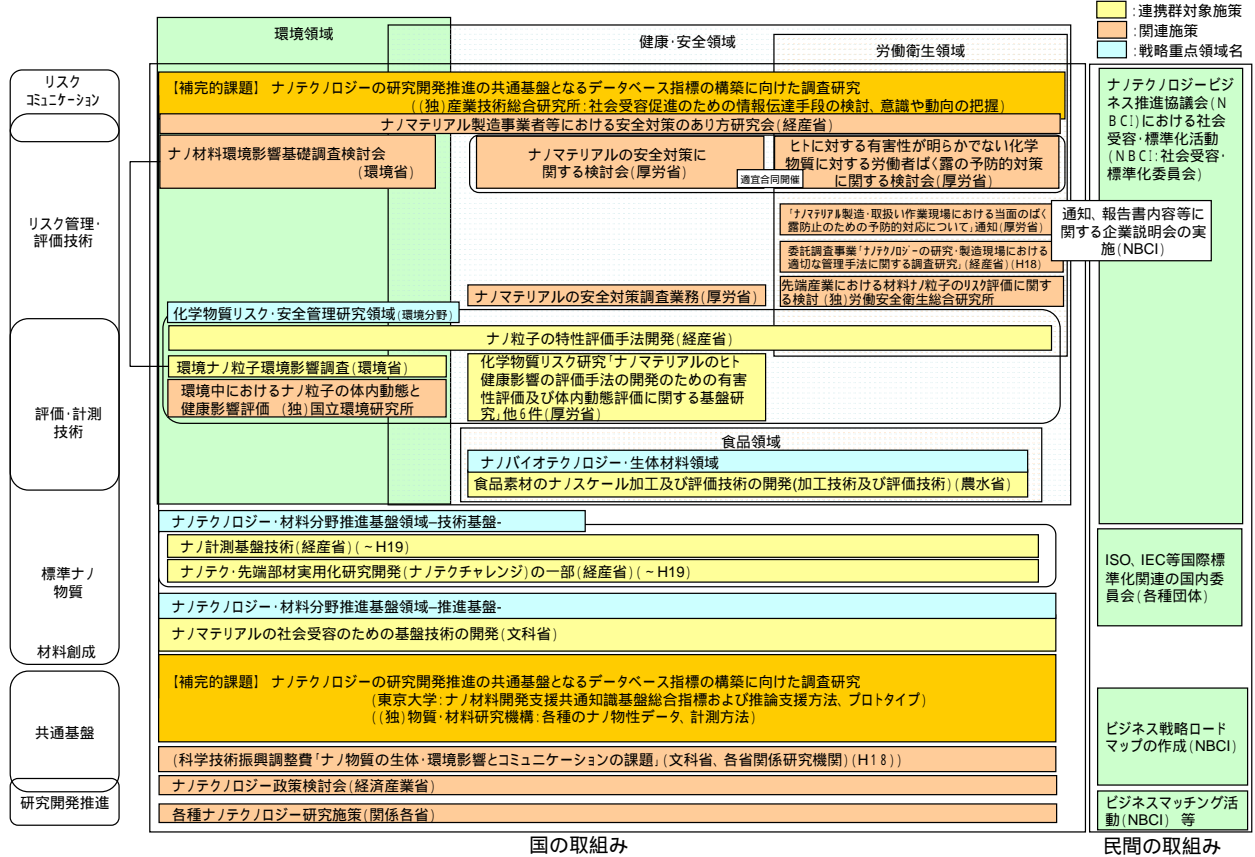 :連携群対象施策
:関連施策
:戦略重点領域名
環境領域
健康・安全領域
労働衛生領域
リスク
コミュニケーション
【補完的課題】 ナノテクノロジーの研究開発推進の共通基盤となるデータベース指標の構築に向けた調査研究
((独)産業技術総合研究所:社会受容促進のための情報伝達手段の検討、意識や動向の把握)
ナノマテリアル製造事業者等における安全対策のあり方研究会(経産省)
ナノ材料環境影響基礎調査検討会
(環境省)
ナノマテリアルの安全対策に
関する検討会(厚労省)
適宜合同開催
ヒトに対する有害性が明らかでない化学
物質に対する労働者ばく露の予防的対策
に関する検討会(厚労省)
リスク管理・
評価技術
「ナノマテリアル製造・取扱い作業現場における当面のばく
露防止のための予防的対応について」通知(厚労省)
委託調査事業「ナノテクノロジーの研究・製造現場における
適切な管理手法に関する調査研究」(経産省)(H18)
ナノマテリアルの安全対策調査業務(厚労省)
先端産業における材料ナノ粒子のリスク評価に関す
る検討 (独)労働安全衛生総合研究所
化学物質リスク・安全管理研究領域(環境分野)
ナノ粒子の特性評価手法開発(経産省)
環境ナノ粒子環境影響調査(環境省)
環境中におけるナノ粒子の体内動態と
健康影響評価 (独)国立環境研究所
化学物質リスク研究「ナノマテリアルのヒト
健康影響の評価手法の開発のための有害
性評価及び体内動態評価に関する基盤研
究」他6件(厚労省)
評価・計測
技術
食品領域
ナノバイオテクノロジー・生体材料領域
食品素材のナノスケール加工及び評価技術の開発(加工技術及び評価技術)(農水省)
ナノテクノロジー・材料分野推進基盤領域–技術基盤-
ナノ計測基盤技術(経産省)(~H19)
ナノテク・先端部材実用化研究開発(ナノテクチャレンジ)の一部(経産省)(~H19)
標準ナノ
物質
ナノテクノロジー・材料分野推進基盤領域–推進基盤-
ナノマテリアルの社会受容のための基盤技術の開発(文科省)
材料創成
【補完的課題】 ナノテクノロジーの研究開発推進の共通基盤となるデータベース指標の構築に向けた調査研究
(東京大学:ナノ材料開発支援共通知識基盤総合指標および推論支援方法、プロトタイプ)
((独)物質・材料研究機構:各種のナノ物性データ、計測方法)
共通基盤
(科学技術振興調整費「ナノ物質の生体・環境影響とコミュニケーションの課題」(文科省、各省関係研究機関)(H18))
ナノテクノロジー政策検討会(経済産業省)
研究開発推進
各種ナノテクノロジー研究施策(関係各省)
国の取組み
ナノテクノロジービジ
ネス推進協議会(N
BCI)における社会
受容・標準化活動
(NBCI:社会受容・
標準化委員会)
通知、報告書内容等に
関する企業説明会の実
施(NBCI)
ISO、IEC等国際標
準化関連の国内委
員会(各種団体)
ビジネス戦略ロード
マップの作成(NBCI)
ビジネスマッチング活
動(NBCI) 等
民間の取組み